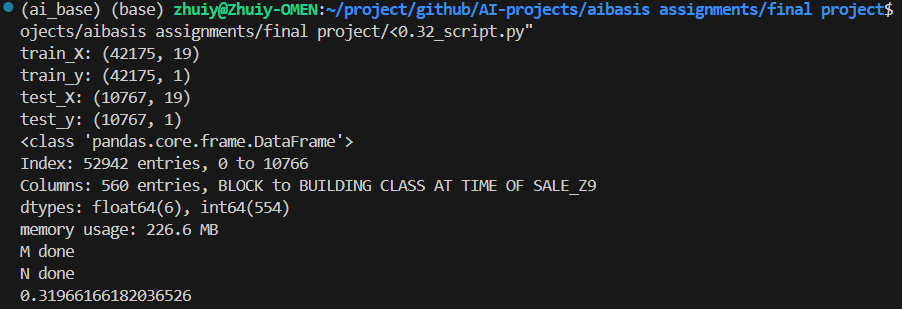 (ai_base) (base) zhuiy@Zhuiy-OMEN:~/project/github/AI-projects/aibasis assignments/final project$
ojects/aibasis assignments/final project/<0.32_script.py"
train_X: (42175, 19)
train_y: (42175, 1)
test_X: (10767, 19)
test_y: (10767, 1)
<class 'pandas.core.frame.DataFrame'>
Index: 52942 entries, 0 to 10766
Columns: 560 entries, BLOCK to BUILDING CLASS AT TIME OF SALE_Z9
dtypes: float64(6), int64(554)
memory usage: 226.6 MB
M done
N done
0.31966166182036526